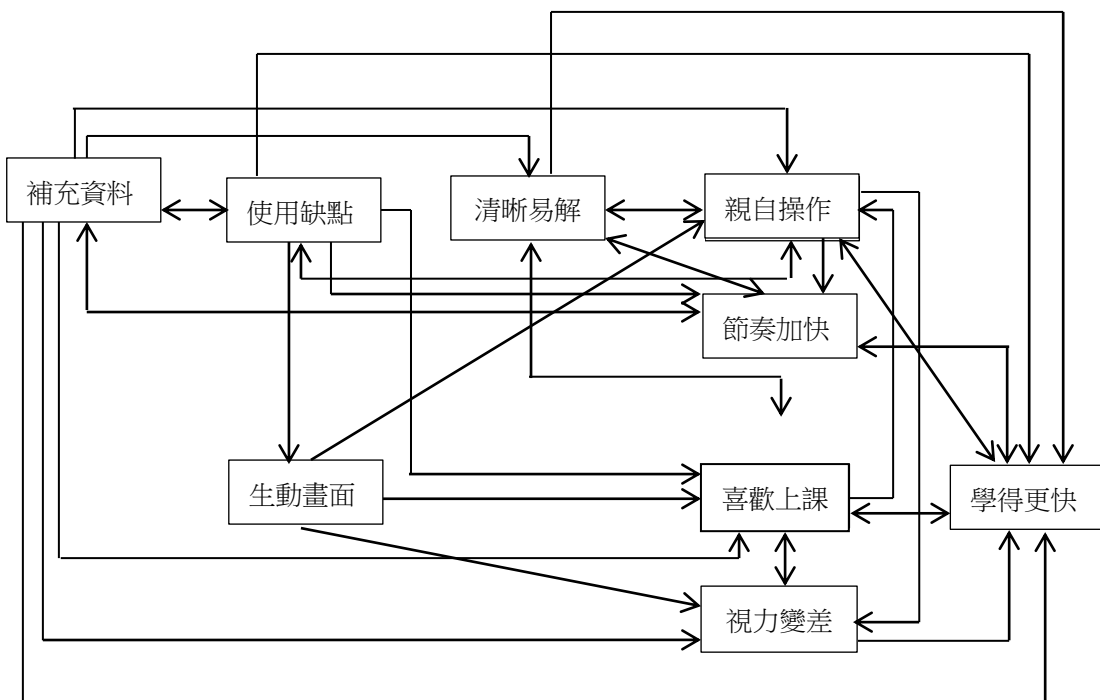 補充資料
使用缺點
清晰易解
親自操作
節奏加快
生動畫面
喜歡上課
學得更快
視力變差